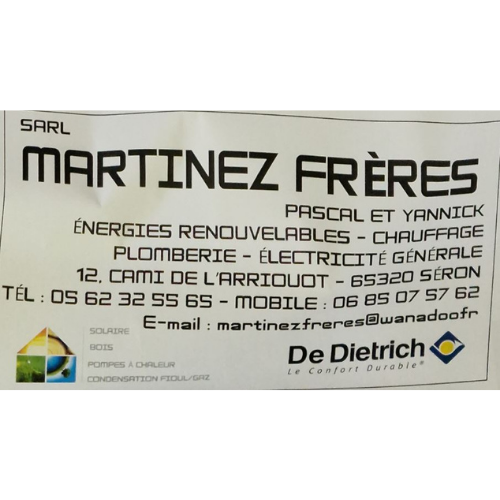 SARL
MARTINEZ FRÈRES
PASCAL ET YANNICK
ÉNERGIES RENOUVELABLES - CHAUFFAGE
PLOMBERIE - ÉLECTRICITÉ GÉNÉRALE
12, CAMI DE L'ARRIOUOT - 65320 SÉRON
TÉL : 05 62 32 55 65 - MOBILE : 06 85 07 57 62
E-mail : martinezfreres@wanadoo.fr
SOLAIRE
BOIS
POMPES À CHALEUR
CONDENSATION FIOUL/GAZ
De Dietrich
Le Confort Durable®